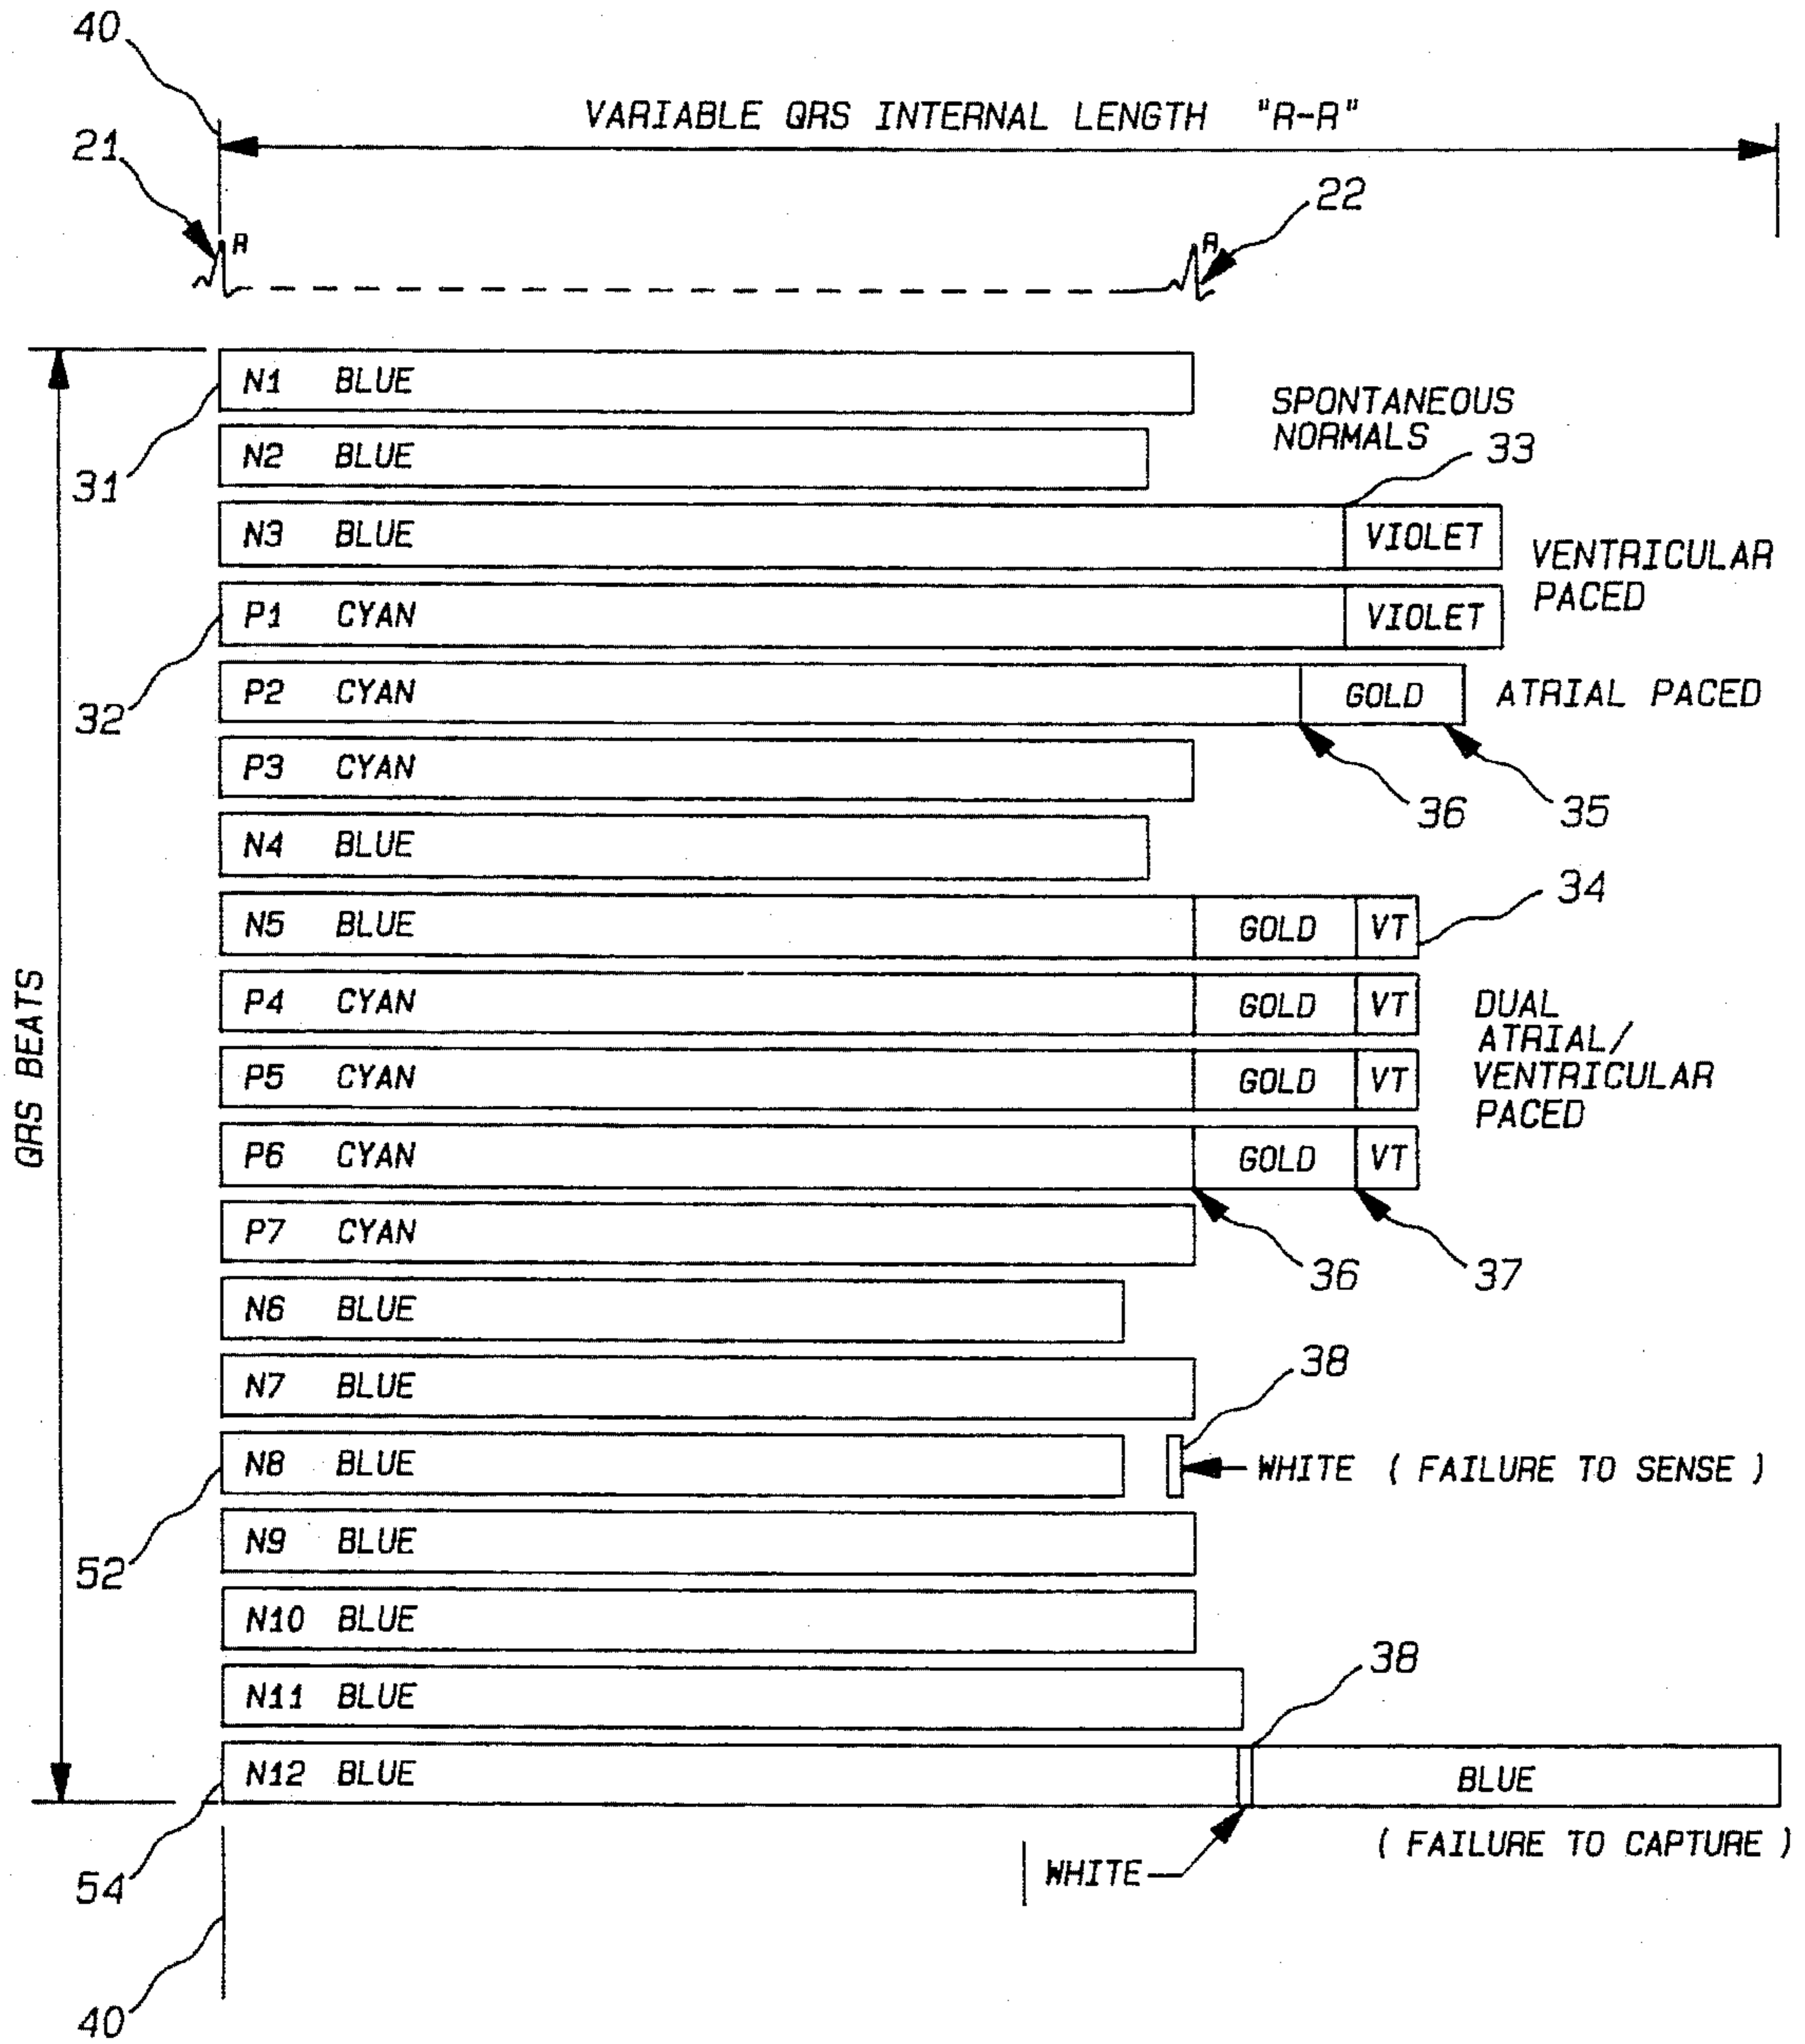 40
VARIABLE QRS INTERNAL LENGTH "R-R"
21
22
R
R
N1 BLUE
SPONTANEOUS
NORMALS
31
N2 BLUE
33
N3 BLUE VIOLET
VENTRICULAR
PACED
P1 CYAN VIOLET
32
P2 CYAN GOLD ATRIAL PACED
P3 CYAN
36
35
N4 BLUE
34
N5 BLUE GOLD VT
P4 CYAN GOLD VT
DUAL
ATRIAL/
VENTRICULAR
PACED
P5 CYAN GOLD VT
QRS BEATS
P6 CYAN GOLD VT
P7 CYAN
36
37
N6 BLUE
N7 BLUE
38
N8 BLUE
WHITE ( FAILURE TO SENSE )
52
N9 BLUE
N10 BLUE
38
N11 BLUE
N12 BLUE BLUE
( FAILURE TO CAPTURE )
WHITE
54
40